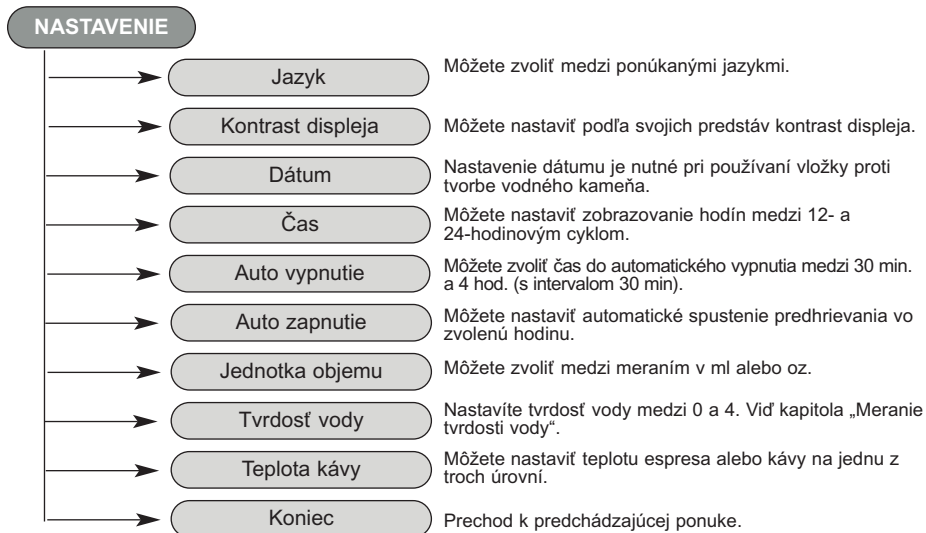 NASTAVENIE
Jazyk
Môžete zvoliť medzi ponúkanými jazykmi.
Kontrast displeja
Môžete nastaviť podľa svojich predstáv kontrast displeja.
Dátum
Nastavenie dátumu je nutné pri používaní vložky proti
tvorbe vodného kameňa.
Čas
Môžete nastaviť zobrazovanie hodín medzi 12- a
24-hodinovým cyklom.
Auto vypnutie
Môžete zvoliť čas do automatického vypnutia medzi 30 min.
a 4 hod. (s intervalom 30 min).
Auto zapnutie
Môžete nastaviť automatické spustenie predhrievania vo
zvolenú hodinu.
Jednotka objemu
Môžete zvoliť medzi meraním v ml alebo oz.
Tvrdosť vody
Nastavíte tvrdosť vody medzi 0 a 4. Viď kapitola „Meranie
tvrdosti vody“.
Teplota kávy
Môžete nastaviť teplotu espresa alebo kávy na jednu z
troch úrovní.
Koniec
Prechod k predchádzajúcej ponuke.